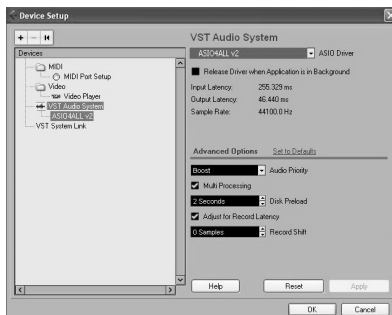 Device Setup
+ - |◄
Devices
MIDI
MIDI Port Setup
Video
Video Player
VST Audio System
ASIO4ALL v2
VST System Link
VST Audio System
ASIO4ALL v2 ASIO Driver
Release Driver when Application is in Background
Input Latency: 255.329 ms
Output Latency: 46.440 ms
Sample Rate: 44100.0 Hz
Advanced Options Set to Defaults
Boost Audio Priority
Multi Processing
2 Seconds Disk Preload
Adjust for Record Latency
0 Samples Record Shift
Help Reset Apply
OK Cancel